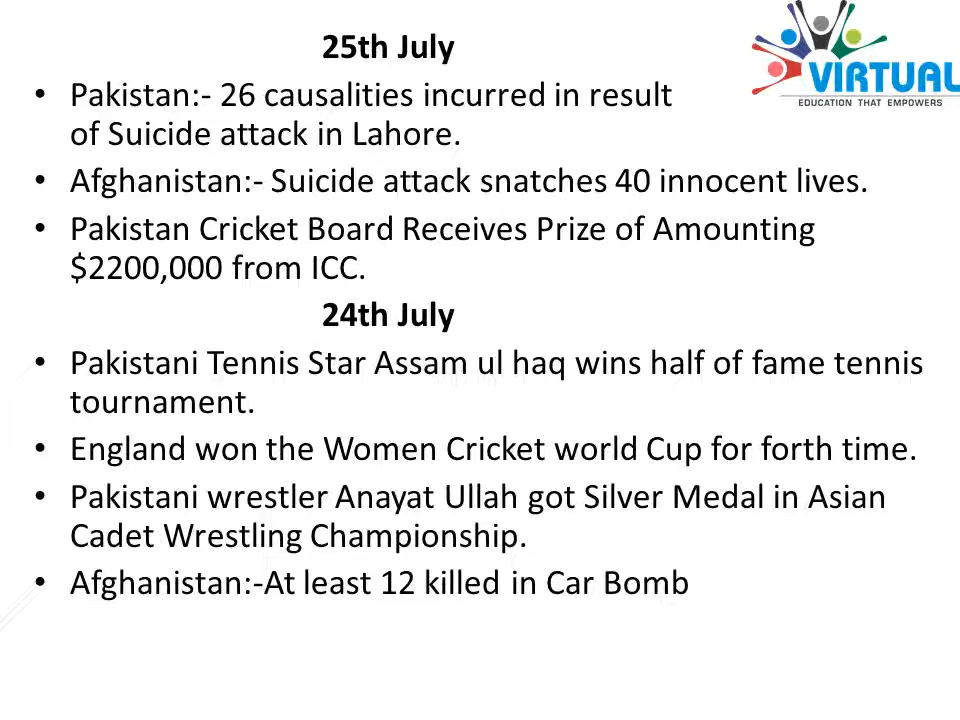 25th July
VIRTUAL
EDUCATION THAT EMPOWERS
• Pakistan:- 26 causalities incurred in result
of Suicide attack in Lahore.
• Afghanistan:- Suicide attack snatches 40 innocent lives.
• Pakistan Cricket Board Receives Prize of Amounting
$2200,000 from ICC.
24th July
• Pakistani Tennis Star Assam ul haq wins half of fame tennis
tournament.
• England won the Women Cricket world Cup for forth time.
• Pakistani wrestler Anayat Ullah got Silver Medal in Asian
Cadet Wrestling Championship.
• Afghanistan:-At least 12 killed in Car Bomb